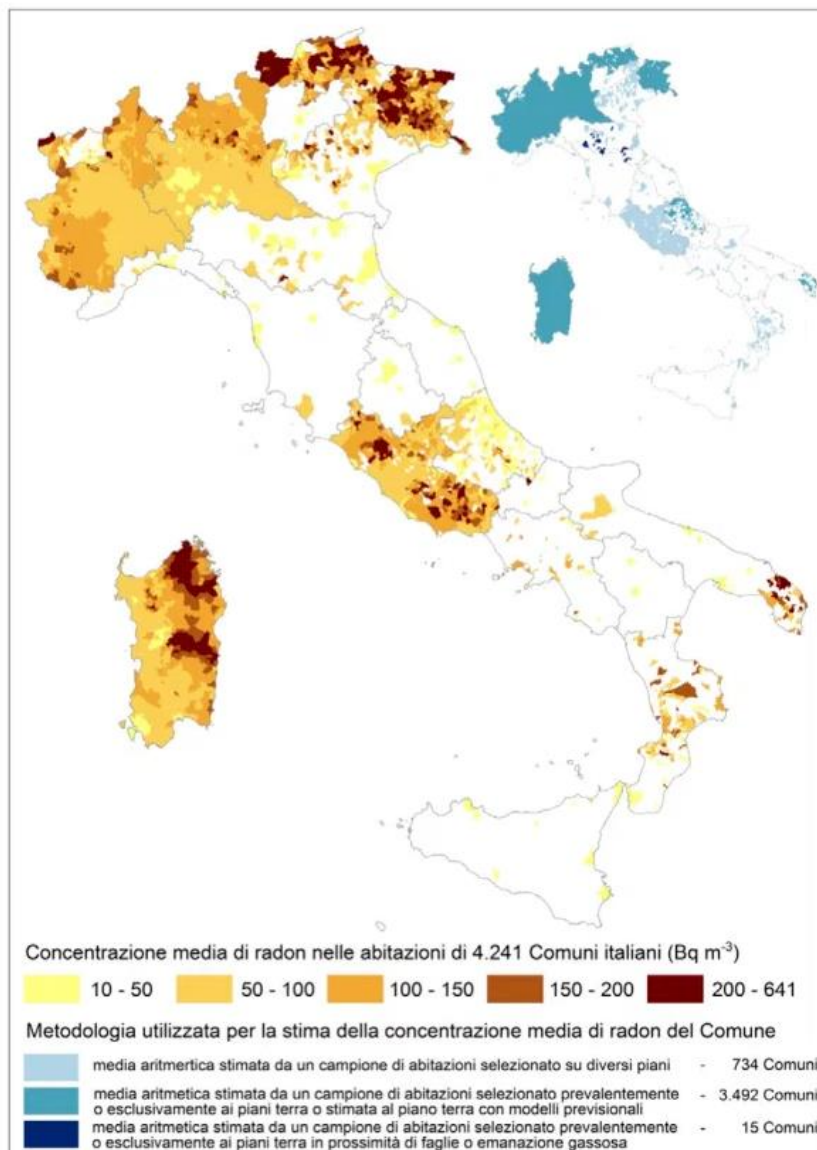 Concentrazione media di radon nelle abitazioni di 4.241 Comuni italiani (Bq m⁻³)
10 - 50
50 - 100
100 - 150
150 - 200
200 - 641
Metodologia utilizzata per la stima della concentrazione media di radon del Comune
media aritmertica stimata da un campione di abitazioni selezionato su diversi piani - 734 Comuni
media aritmetica stimata da un campione di abitazioni selezionato prevalentemente - 3.492 Comuni
o esclusivamente ai piani terra o stimata al piano terra con modelli previsionali
media aritmetica stimata da un campione di abitazioni selezionato prevalentemente - 15 Comuni
o esclusivamente ai piani terra in prossimità di faglie o emanazione gassosa